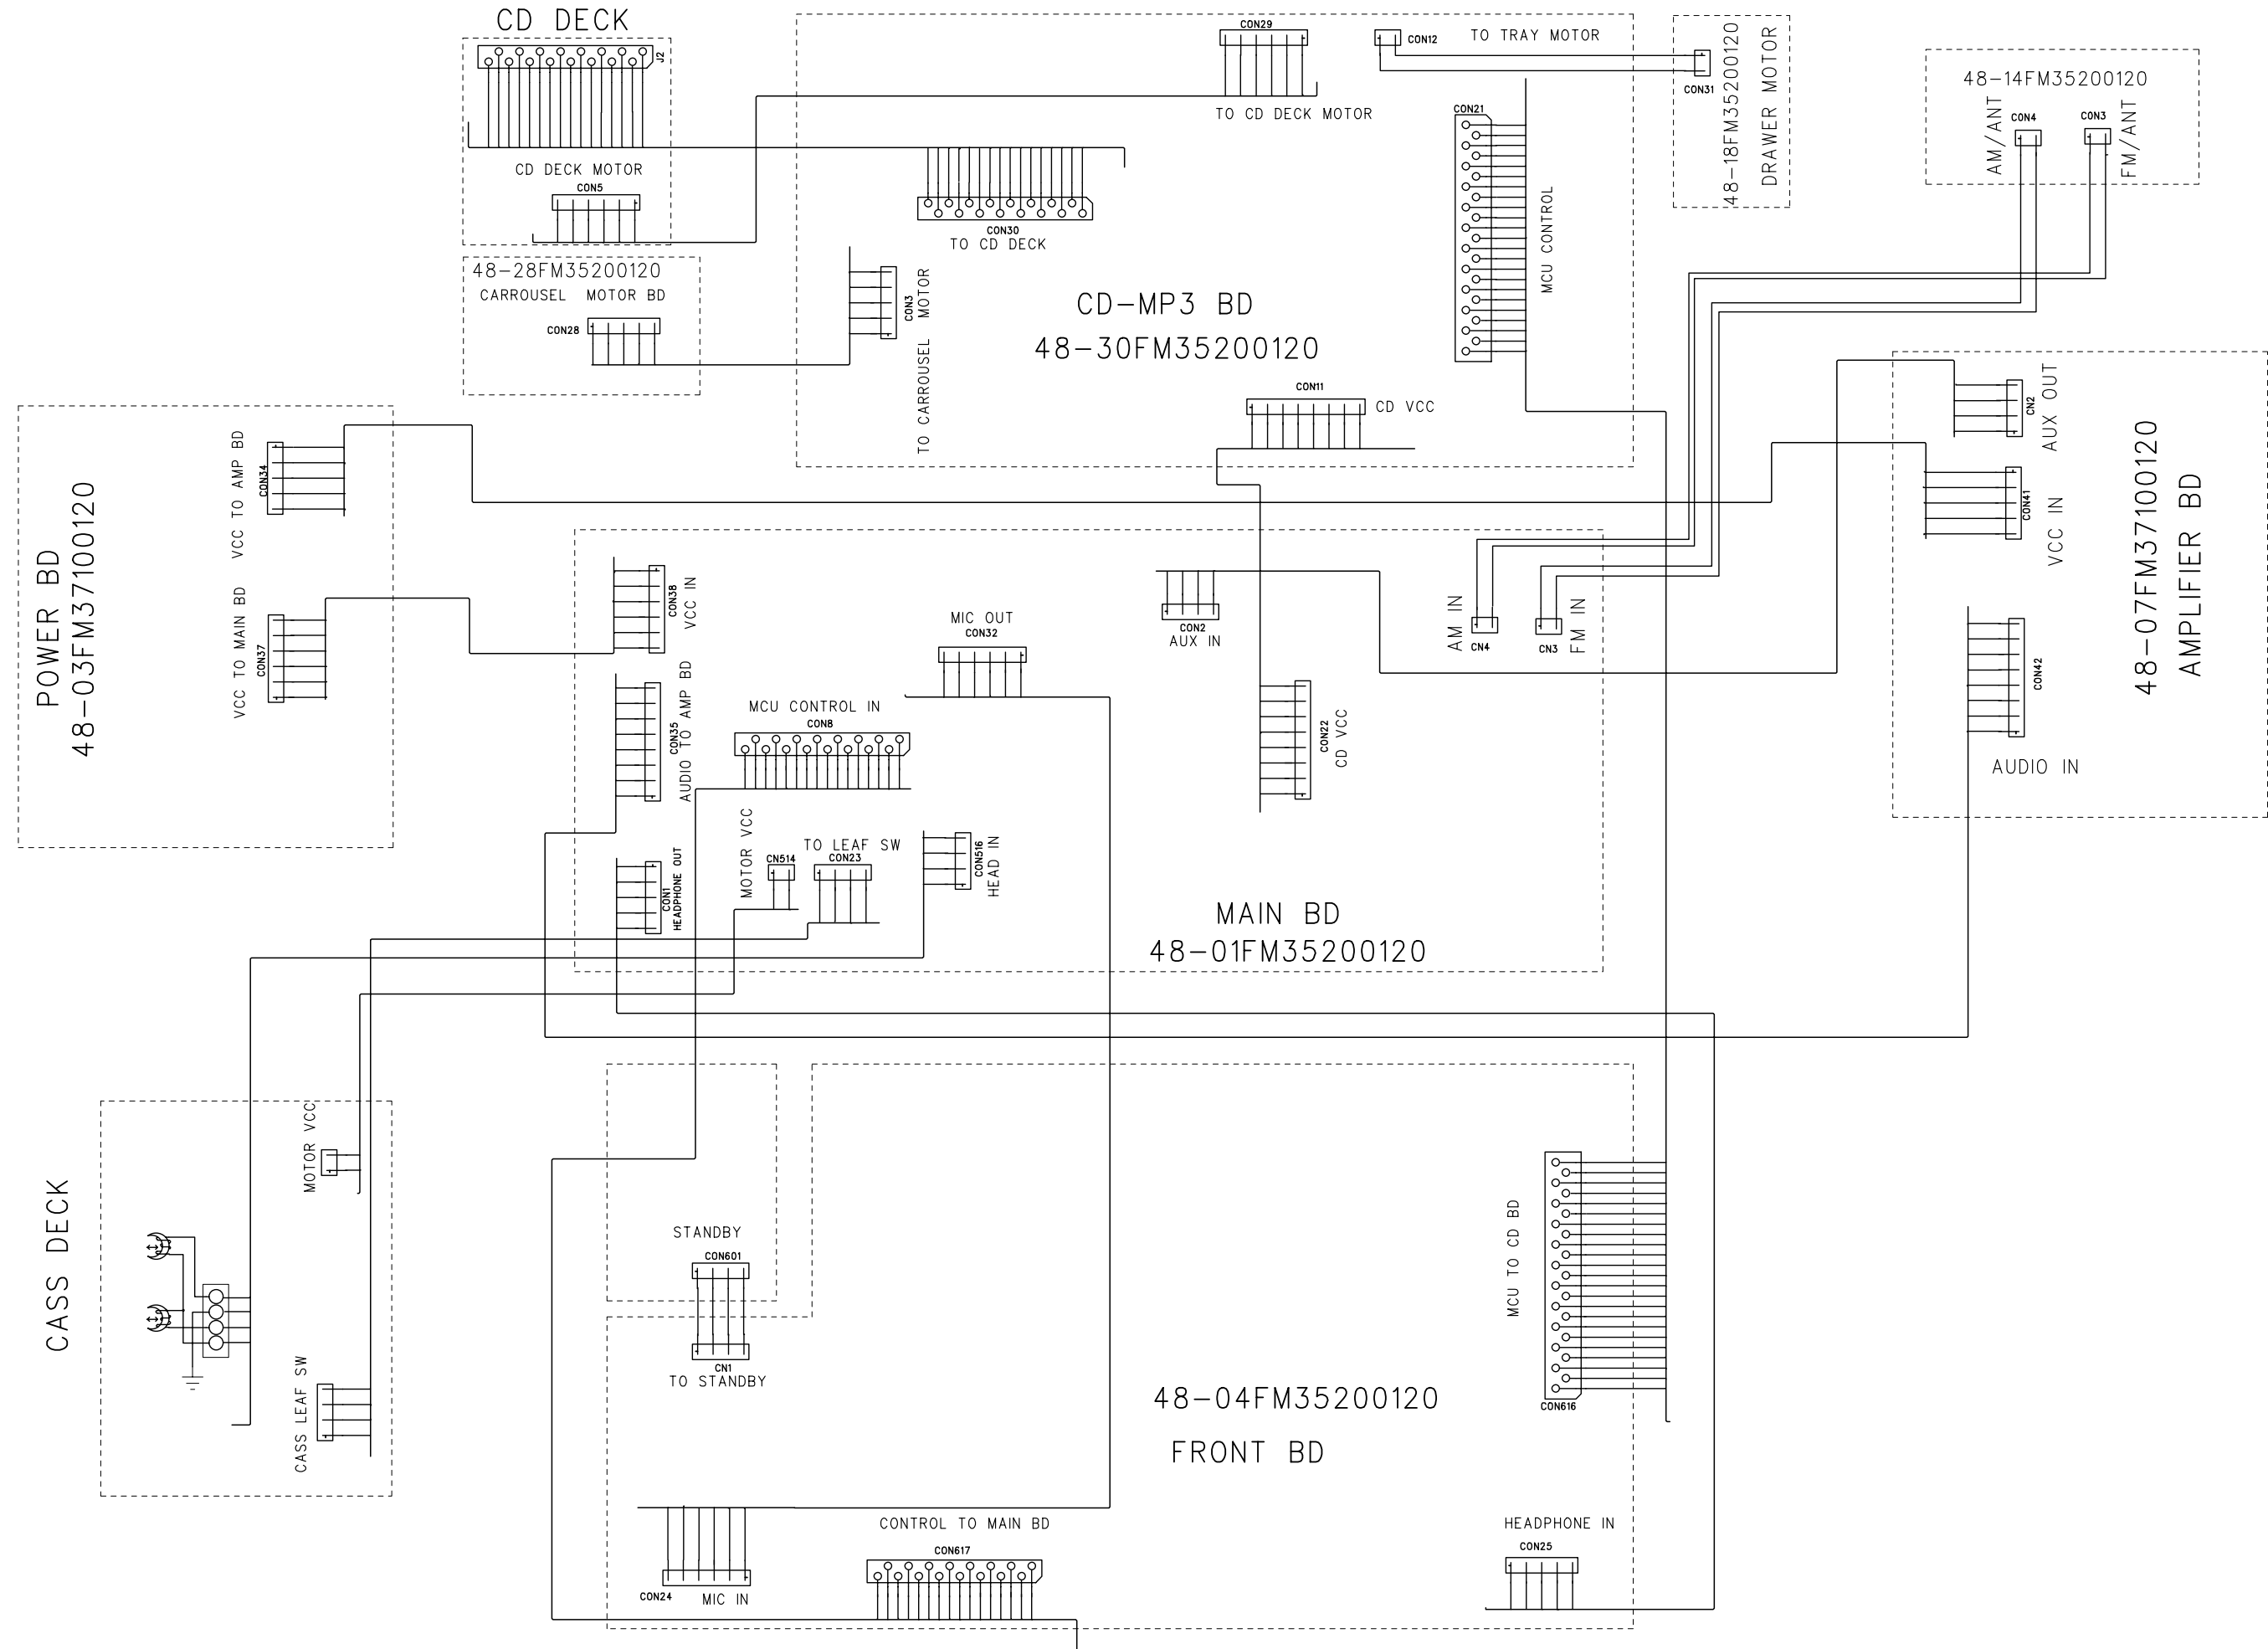 CD DECK
J2
CD DECK MOTOR
CON5
48-28FM35200120
CARROUSEL MOTOR BD
CON28
CON29
TO CD DECK MOTOR
CON12
TO TRAY MOTOR
CON30
TO CD DECK
CON3
TO CARROUSEL MOTOR
CD-MP3 BD
48-30FM35200120
CON21
MCU CONTROL
CON11
CD VCC
CON31
48-18FM35200120
DRAWER MOTOR
48-14FM35200120
AM/ANT
CON4
CON3
FM/ANT
POWER BD
48-03FM37100120
VCC TO AMP BD
CON34
VCC TO MAIN BD
CON37
CON38
VCC IN
CON35
AUDIO TO AMP BD
MIC OUT
CON32
MCU CONTROL IN
CON8
CON2
AUX IN
AM IN
CN4
CN3
FM IN
CON22
CD VCC
MOTOR VCC
CN514
TO LEAF SW
CON23
CON516
HEAD IN
CON1
HEADPHONE OUT
MAIN BD
48-01FM35200120
CN2
AUX OUT
CON41
VCC IN
CON42
AUDIO IN
48-07FM37100120
AMPLIFIER BD
CASS DECK
MOTOR VCC
CASS LEAF SW
STANDBY
CON601
CN1
TO STANDBY
MCU TO CD BD
CON616
48-04FM35200120
FRONT BD
CON24
MIC IN
CONTROL TO MAIN BD
CON617
HEADPHONE IN
CON25